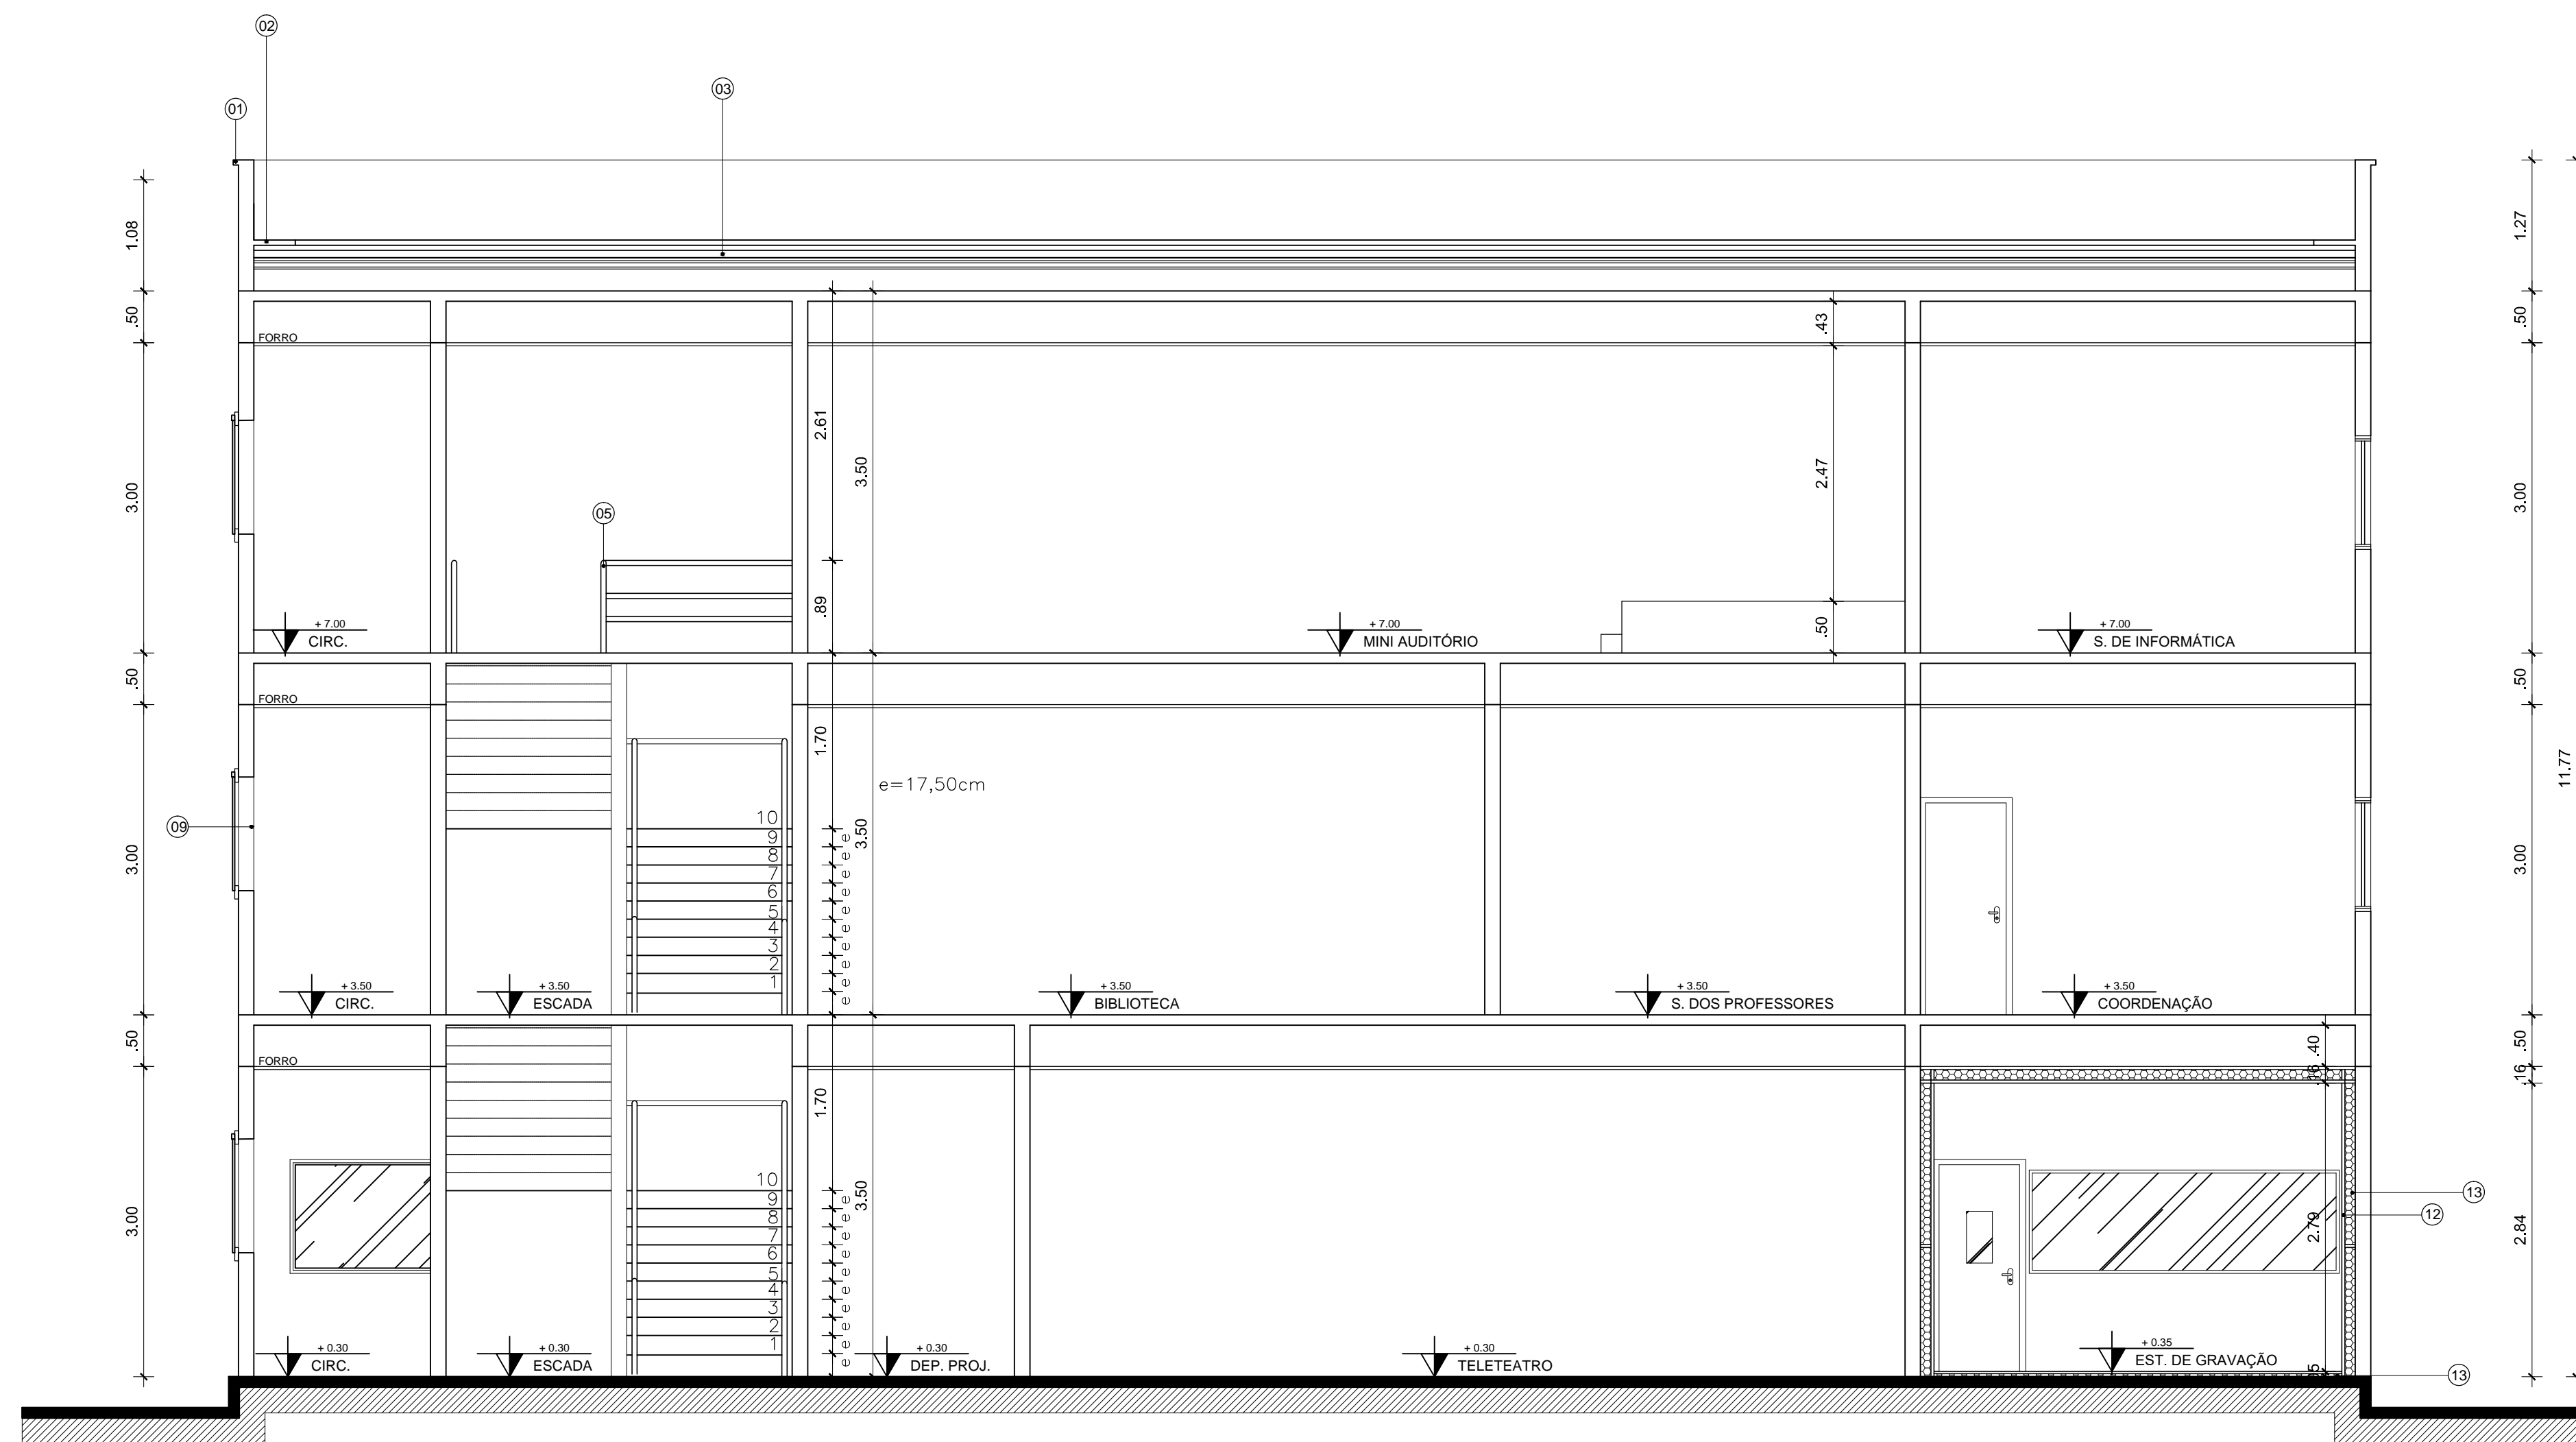 02
01
03
1.08
1.27
.50
.50
FORRO
.43
2.61
3.50
3.00
2.47
3.00
05
.89
.50
+ 7.00
CIRC.
+ 7.00
MINI AUDITÓRIO
+ 7.00
S. DE INFORMÁTICA
.50
.50
FORRO
1.70
11.77
e=17,50cm
09
3.00
3.50
3.00
10
9
8
7
6
5
4
3
2
1
e
e
e
e
e
e
e
e
e
e
+ 3.50
CIRC.
+ 3.50
ESCADA
+ 3.50
BIBLIOTECA
+ 3.50
S. DOS PROFESSORES
+ 3.50
COORDENAÇÃO
.50
.40
.50
FORRO
.16
.16
1.70
3.00
3.50
2.79
2.84
13
12
10
9
8
7
6
5
4
3
2
1
e
e
e
e
e
e
e
e
e
e
+ 0.30
CIRC.
+ 0.30
ESCADA
+ 0.30
DEP. PROJ.
+ 0.30
TELETEATRO
+ 0.35
EST. DE GRAVAÇÃO
13